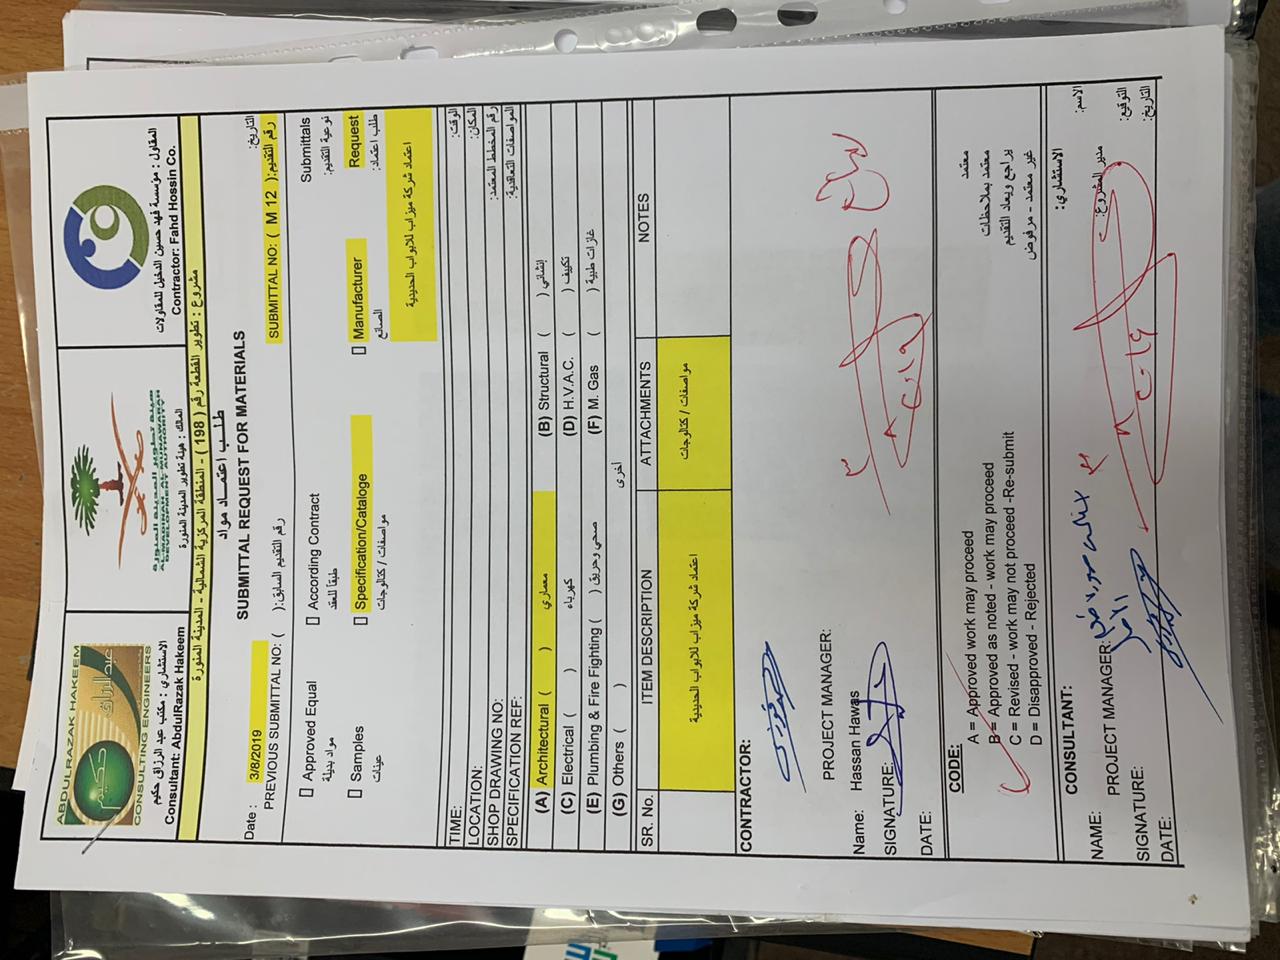 ABDULRAZAK HAKEEM
عبدالرزاق حكيم
CONSULTING ENGINEERS
الاستشاري : مكتب عبد الرزاق حكيم
Consultant: AbdulRazak Hakeem
هيئة تطوير المدينة المنورة
AL-MADINAH AL-MUNAWARAH
DEVELOPMENT AUTHORITY
المالك : هيئة تطوير المدينة المنورة
المقاول : مؤسسة فهد حسين الدخيل للمقاولات
Contractor: Fahd Hossin Co.
مشروع : تطوير القطعة رقم ( 198 ) - المنطقة المركزية الشمالية - المدينة المنورة
طلب اعتماد مواد
SUBMITTAL REQUEST FOR MATERIALS
Date : 3/8/2019 التاريخ:
PREVIOUS SUBMITTAL NO: ( ) رقم التقديم السابق:
SUBMITTAL NO: ( M 12 ) رقم التقديم:
Approved Equal According Contract Submittals
مواد بديلة طبقاً للعقد نوعية التقديم:
Samples Specification/Cataloge Manufacturer Request
عينات مواصفات / كتالوجات الصانع طلب اعتماد:
اعتماد شركة ميزاب للابواب الحديدية
TIME: الوقت:
LOCATION: المكان:
SHOP DRAWING NO: رقم المخطط المعتمد:
SPECIFICATION REF: المواصفات التعاقدية:
(A) Architectural ( ) معماري (B) Structural ( ) إنشائي
(C) Electrical ( ) كهرباء (D) H.V.A.C. ( ) تكييف
(E) Plumbing & Fire Fighting ( ) صحي وحريق (F) M. Gas ( ) غازات طبية
(G) Others ( ) أخرى
SR. No. ITEM DESCRIPTION ATTACHMENTS NOTES
اعتماد شركة ميزاب للابواب الحديدية مواصفات / كتالوجات
CONTRACTOR:
PROJECT MANAGER:
Name: Hassan Hawas
SIGNATURE:
DATE:
CODE:
A = Approved work may proceed معتمد
B = Approved as noted - work may proceed معتمد بملاحظات
C = Revised - work may not proceed -Re-submit يراجع ويعاد التقديم
D = Disapproved - Rejected غير معتمد - مرفوض
CONSULTANT: الاستشاري:
NAME: الاسم:
PROJECT MANAGER: مدير المشروع:
SIGNATURE: التوقيع:
DATE: التاريخ: